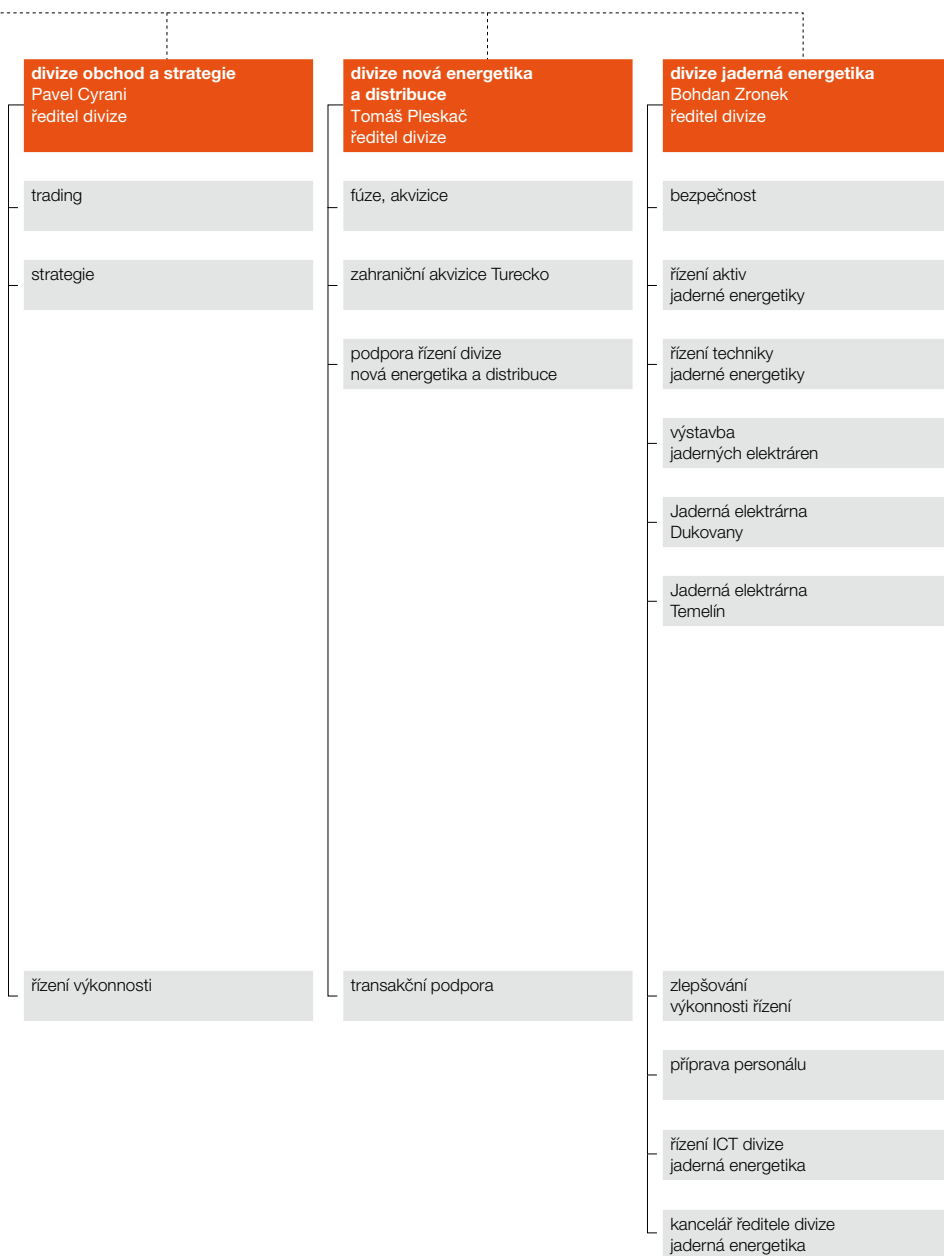 divize obchod a strategie
Pavel Cyrani
ředitel divize
trading
strategie
řízení výkonnosti
divize nová energetika
a distribuce
Tomáš Pleskač
ředitel divize
fúze, akvizice
zahraniční akvizice Turecko
podpora řízení divize
nová energetika a distribuce
transakční podpora
divize jaderná energetika
Bohdan Zronek
ředitel divize
bezpečnost
řízení aktiv
jaderné energetiky
řízení techniky
jaderné energetiky
výstavba
jaderných elektráren
Jaderná elektrárna
Dukovany
Jaderná elektrárna
Temelín
zlepšování
výkonnosti řízení
příprava personálu
řízení ICT divize
jaderná energetika
kancelář ředitele divize
jaderná energetika